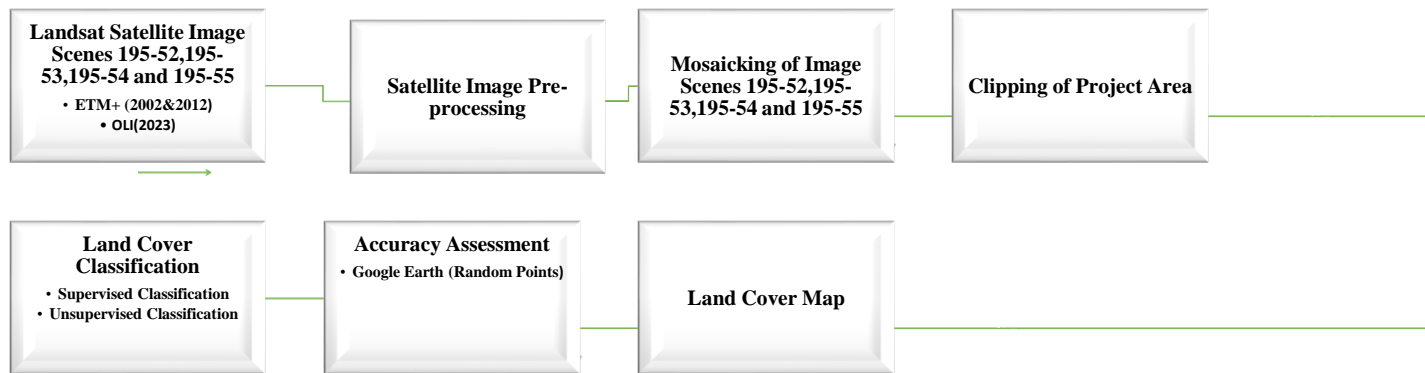 Landsat Satellite Image
Scenes 195-52,195-
53,195-54 and 195-55
• ETM+ (2002&2012)
• OLI(2023)
Satellite Image Pre-
processing
Mosaicking of Image
Scenes 195-52,195-
53,195-54 and 195-55
Clipping of Project Area
Land Cover
Classification
• Supervised Classification
• Unsupervised Classification
Accuracy Assessment
• Google Earth (Random Points)
Land Cover Map